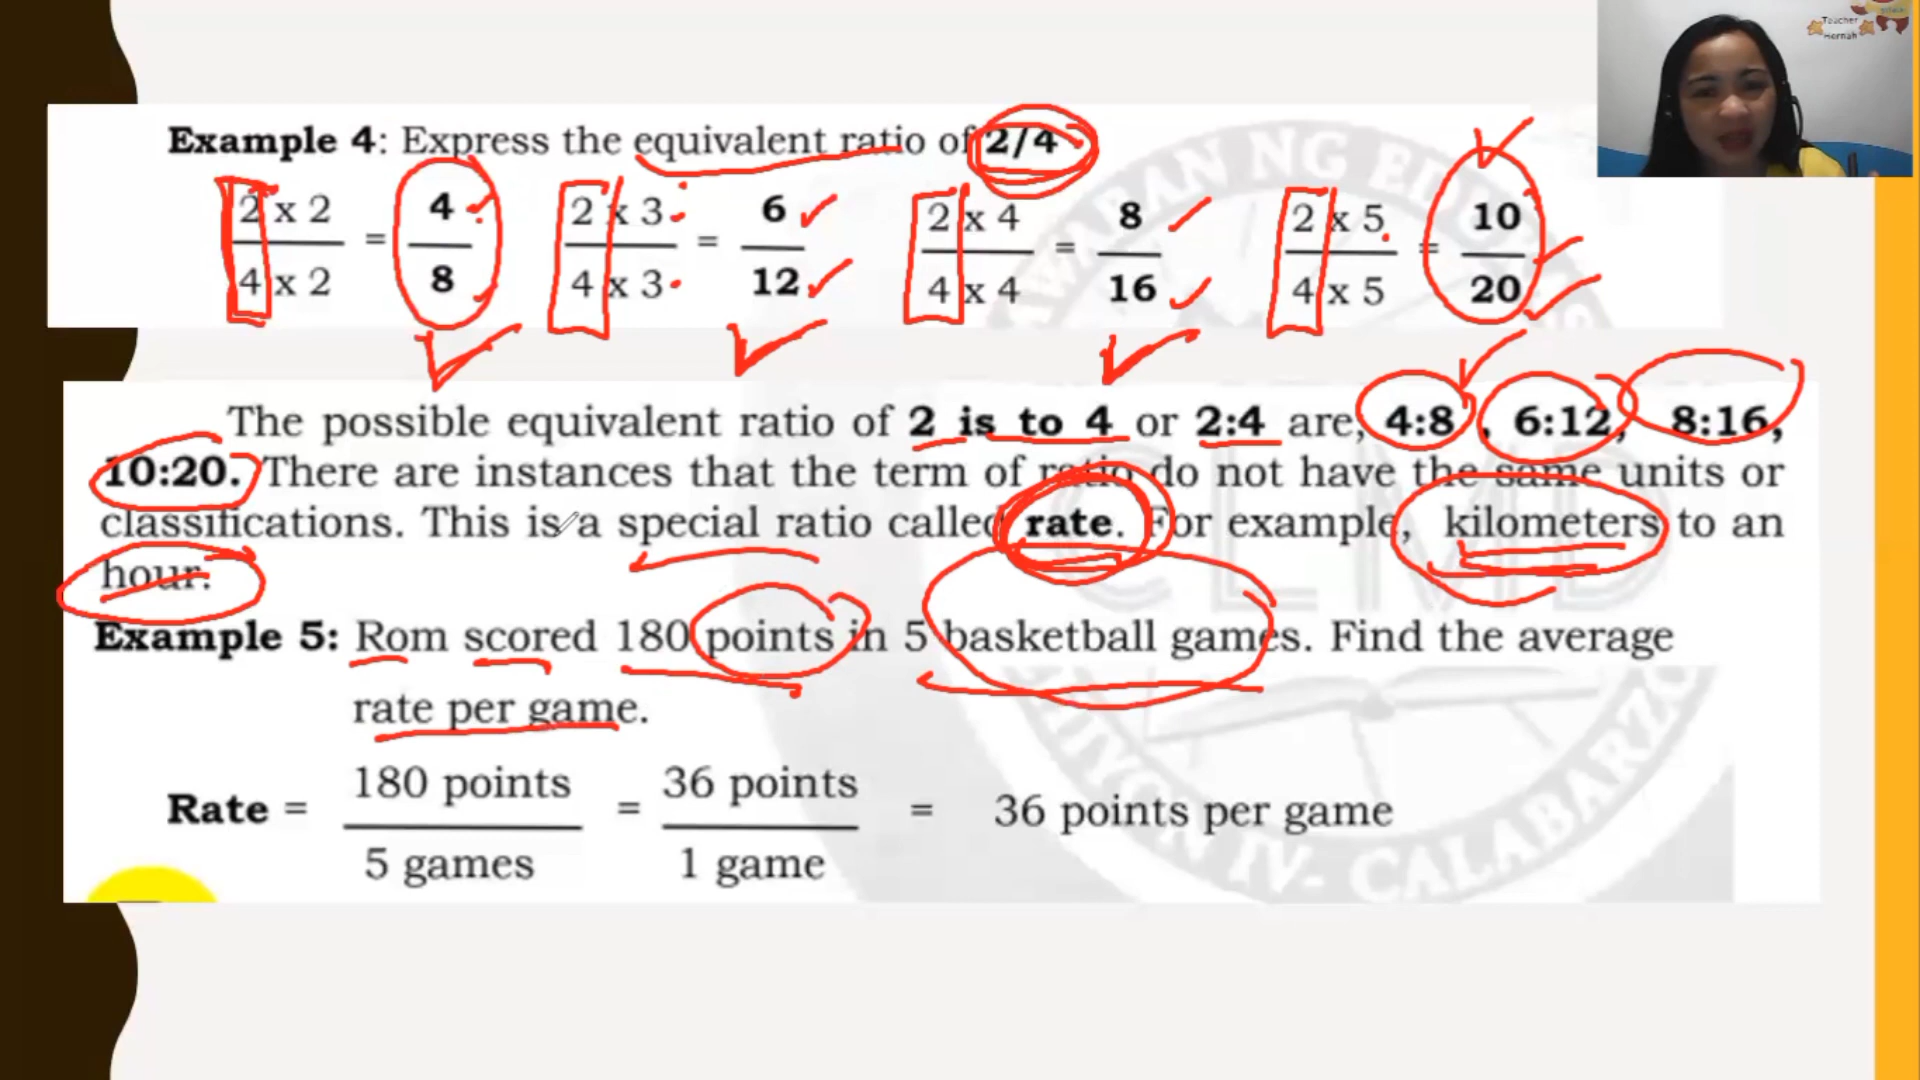 Teacher
Hernah
Example 4: Express the equivalent ratio of 2/4
2 x 2 = 4 2 x 3 = 6 2 x 4 = 8 2 x 5 = 10
4 x 2 8 4 x 3 12 4 x 4 16 4 x 5 20
The possible equivalent ratio of 2 is to 4 or 2:4 are, 4:8 , 6:12, 8:16,
10:20. There are instances that the term of ratio do not have the same units or
classifications. This is a special ratio called rate. For example, kilometers to an
hour.
Example 5: Rom scored 180 points in 5 basketball games. Find the average
rate per game.
Rate = 180 points = 36 points = 36 points per game
5 games 1 game
CLMD
IV- CALABARZO